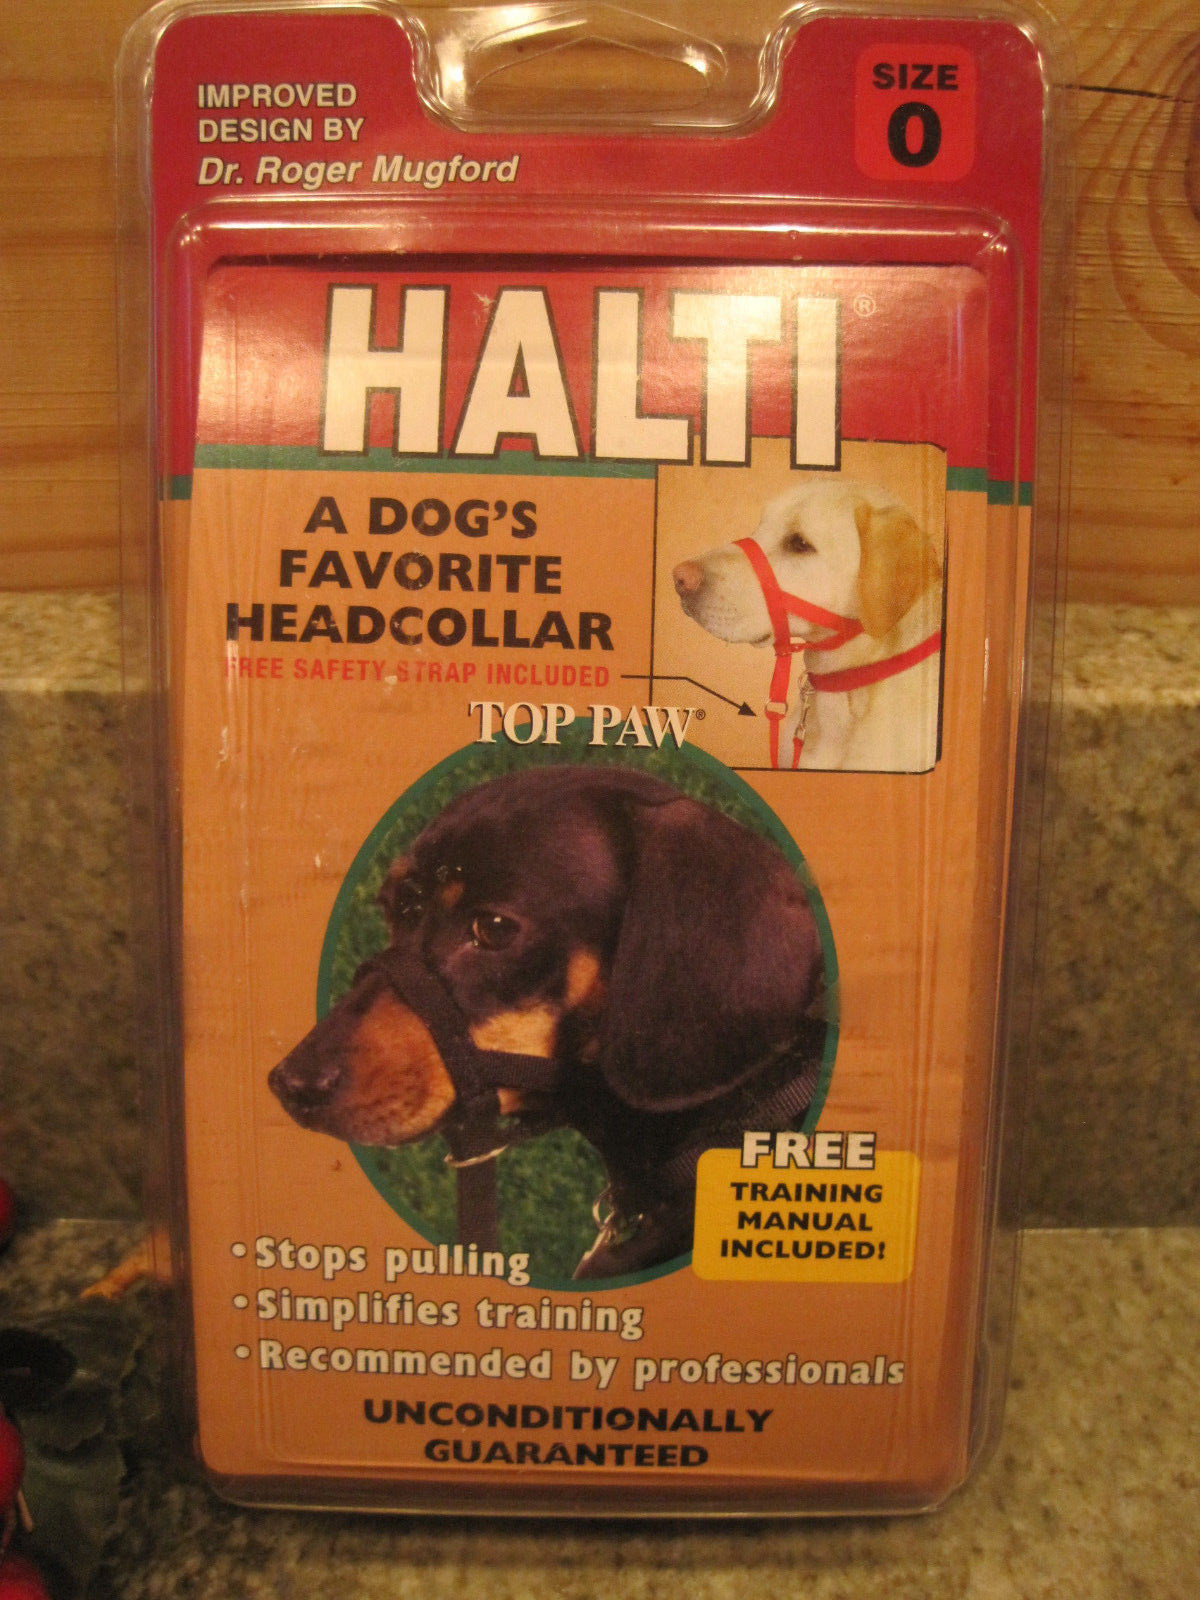 IMPROVED
DESIGN BY
Dr. Roger Mugford
SIZE
0
HALTI®
A DOG'S
FAVORITE
HEADCOLLAR
FREE SAFETY STRAP INCLUDED
TOP PAW®
FREE
TRAINING
MANUAL
INCLUDED!
• Stops pulling
• Simplifies training
• Recommended by professionals
UNCONDITIONALLY
GUARANTEED